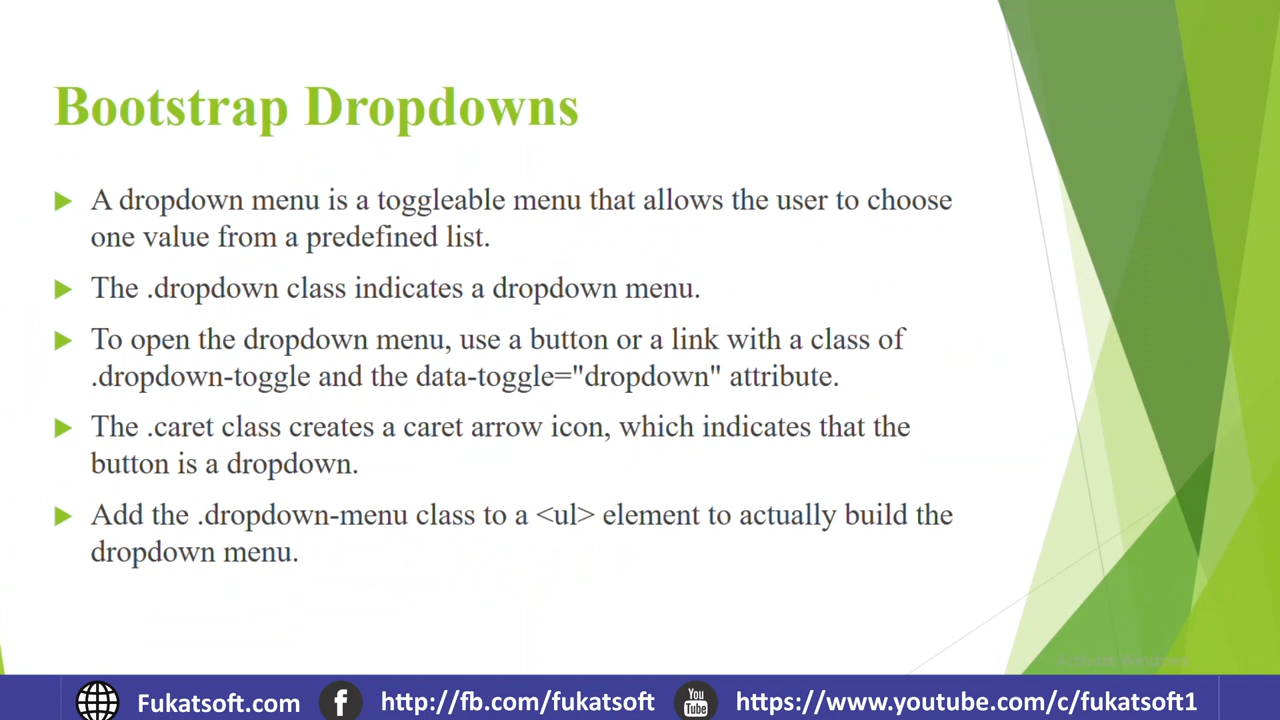 Bootstrap Dropdowns
A dropdown menu is a toggleable menu that allows the user to choose
one value from a predefined list.
The .dropdown class indicates a dropdown menu.
To open the dropdown menu, use a button or a link with a class of
.dropdown-toggle and the data-toggle="dropdown" attribute.
The .caret class creates a caret arrow icon, which indicates that the
button is a dropdown.
Add the .dropdown-menu class to a <ul> element to actually build the
dropdown menu.
Activate Windows
Fukatsoft.com
f
http://fb.com/fukatsoft
You
Tube
https://www.youtube.com/c/fukatsoft1